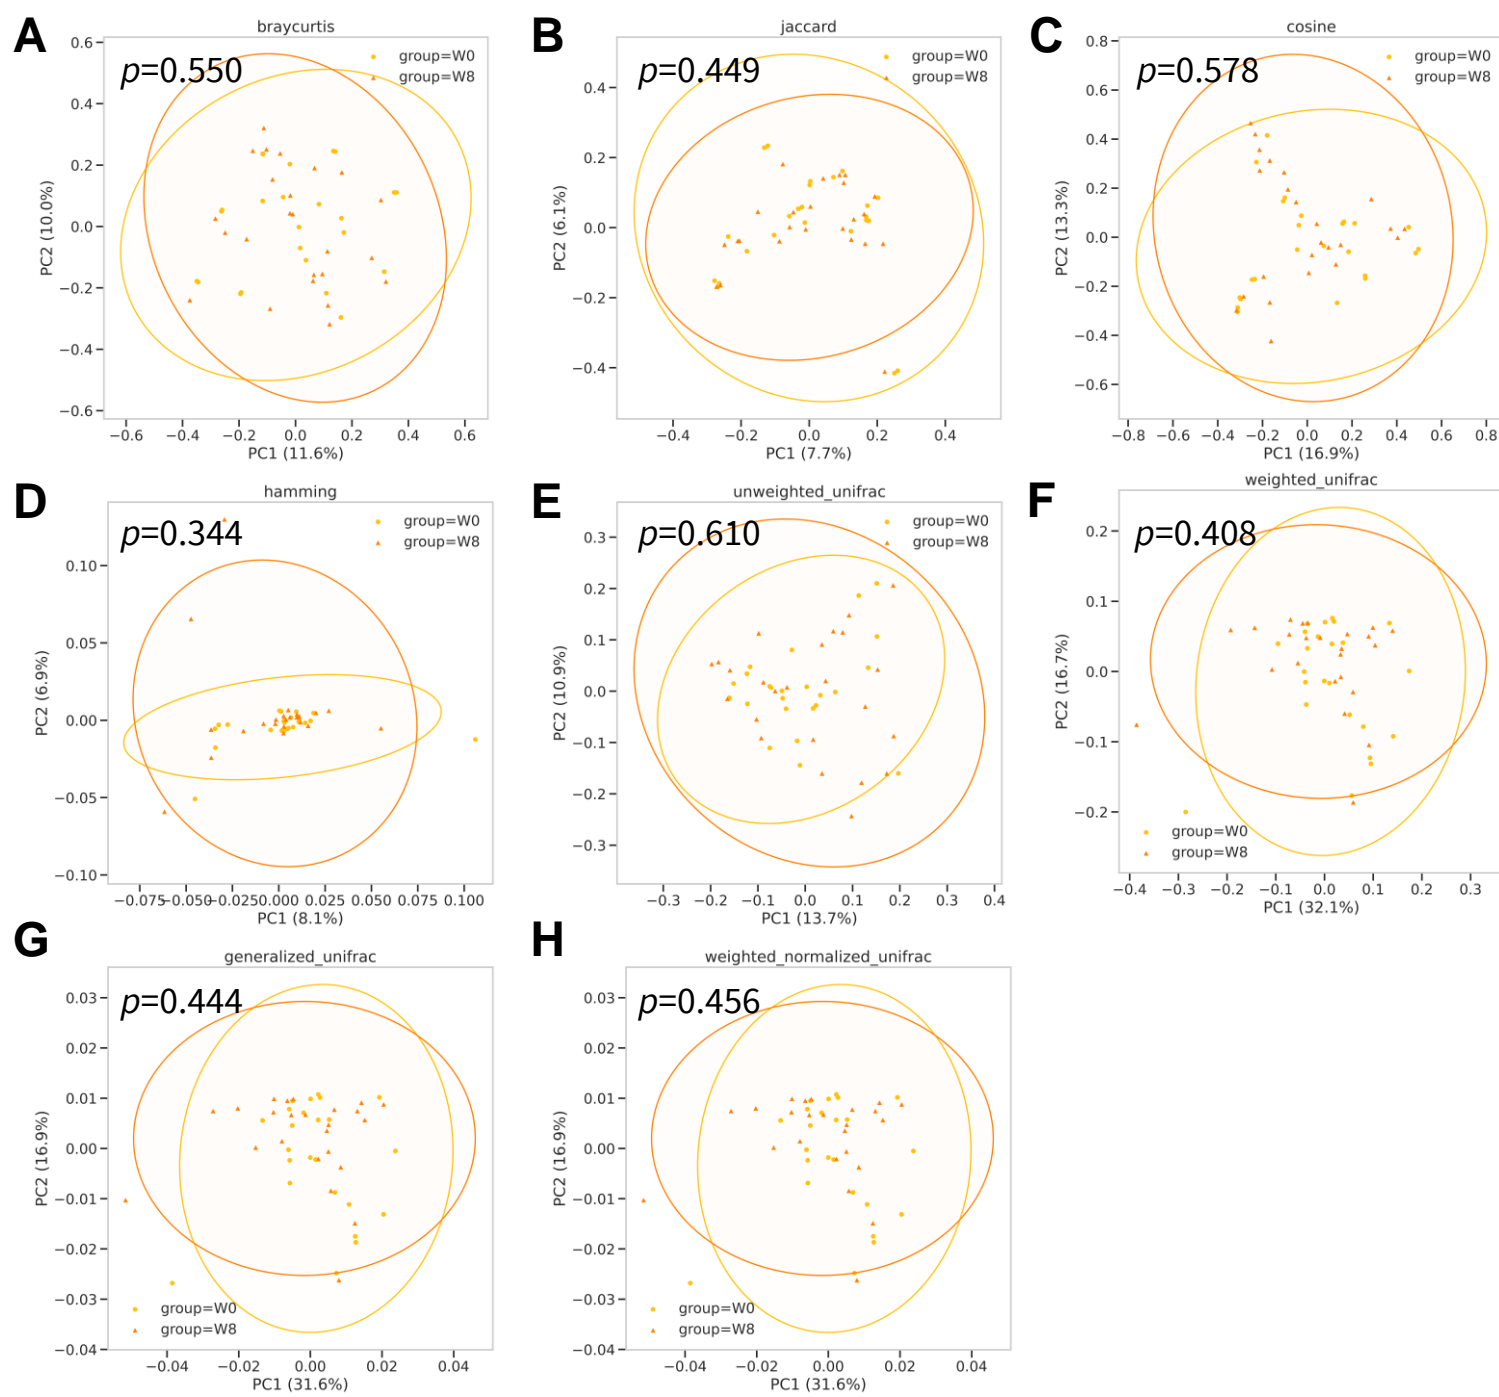 A
braycurtis
p=0.550
group=W0
group=W8
0.6
0.4
0.2
0.0
−0.2
−0.4
−0.6
PC2 (10.0%)
−0.6 −0.4 −0.2 0.0 0.2 0.4 0.6
PC1 (11.6%)
B
jaccard
p=0.449
group=W0
group=W8
0.4
0.2
0.0
−0.2
−0.4
PC2 (6.1%)
−0.4 −0.2 0.0 0.2 0.4
PC1 (7.7%)
C
cosine
p=0.578
group=W0
group=W8
0.8
0.6
0.4
0.2
0.0
−0.2
−0.4
−0.6
PC2 (13.3%)
−0.8 −0.6 −0.4 −0.2 0.0 0.2 0.4 0.6 0.8
PC1 (16.9%)
D
hamming
p=0.344
group=W0
group=W8
0.10
0.05
0.00
−0.05
−0.10
PC2 (6.9%)
−0.075 −0.050 −0.025 0.000 0.025 0.050 0.075 0.100
PC1 (8.1%)
E
unweighted_unifrac
p=0.610
group=W0
group=W8
0.3
0.2
0.1
0.0
−0.1
−0.2
−0.3
PC2 (10.9%)
−0.3 −0.2 −0.1 0.0 0.1 0.2 0.3 0.4
PC1 (13.7%)
F
weighted_unifrac
p=0.408
0.2
0.1
0.0
−0.1
−0.2
PC2 (16.7%)
group=W0
group=W8
−0.4 −0.3 −0.2 −0.1 0.0 0.1 0.2 0.3
PC1 (32.1%)
G
generalized_unifrac
p=0.444
0.03
0.02
0.01
0.00
−0.01
−0.02
−0.03
−0.04
PC2 (16.9%)
group=W0
group=W8
−0.04 −0.02 0.00 0.02 0.04
PC1 (31.6%)
H
weighted_normalized_unifrac
p=0.456
0.03
0.02
0.01
0.00
−0.01
−0.02
−0.03
−0.04
PC2 (16.9%)
group=W0
group=W8
−0.04 −0.02 0.00 0.02 0.04
PC1 (31.6%)